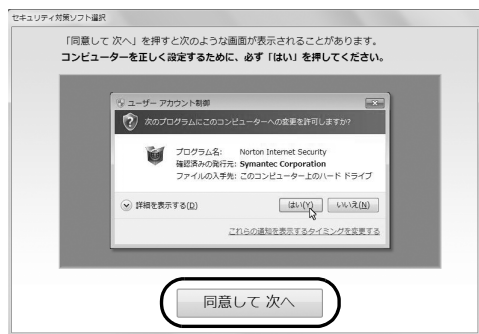 セキュリティ対策ソフト選択
「同意して 次へ」を押すと次のような画面が表示されることがあります。
コンピューターを正しく設定するために、必ず「はい」を押してください。
ユーザー アカウント制御
次のプログラムにこのコンピューターへの変更を許可しますか?
プログラム名: Norton Internet Security
確認済みの発行元: Symantec Corporation
ファイルの入手先: このコンピューター上のハード ドライブ
詳細を表示する(D) はい(Y) いいえ(N)
これらの通知を表示するタイミングを変更する
同意して 次へ